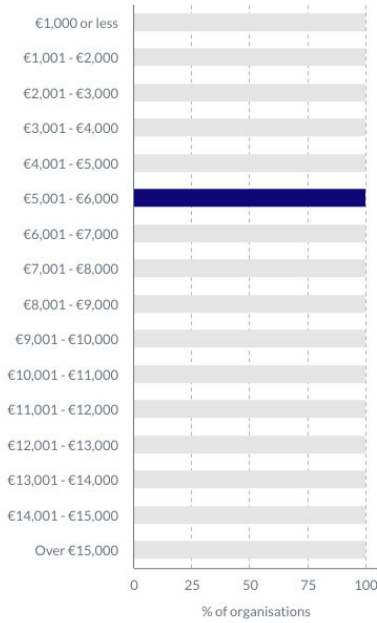 €1,000 or less
€1,001 - €2,000
€2,001 - €3,000
€3,001 - €4,000
€4,001 - €5,000
€5,001 - €6,000
€6,001 - €7,000
€7,001 - €8,000
€8,001 - €9,000
€9,001 - €10,000
€10,001 - €11,000
€11,001 - €12,000
€12,001 - €13,000
€13,001 - €14,000
€14,001 - €15,000
Over €15,000
0 25 50 75 100
% of organisations